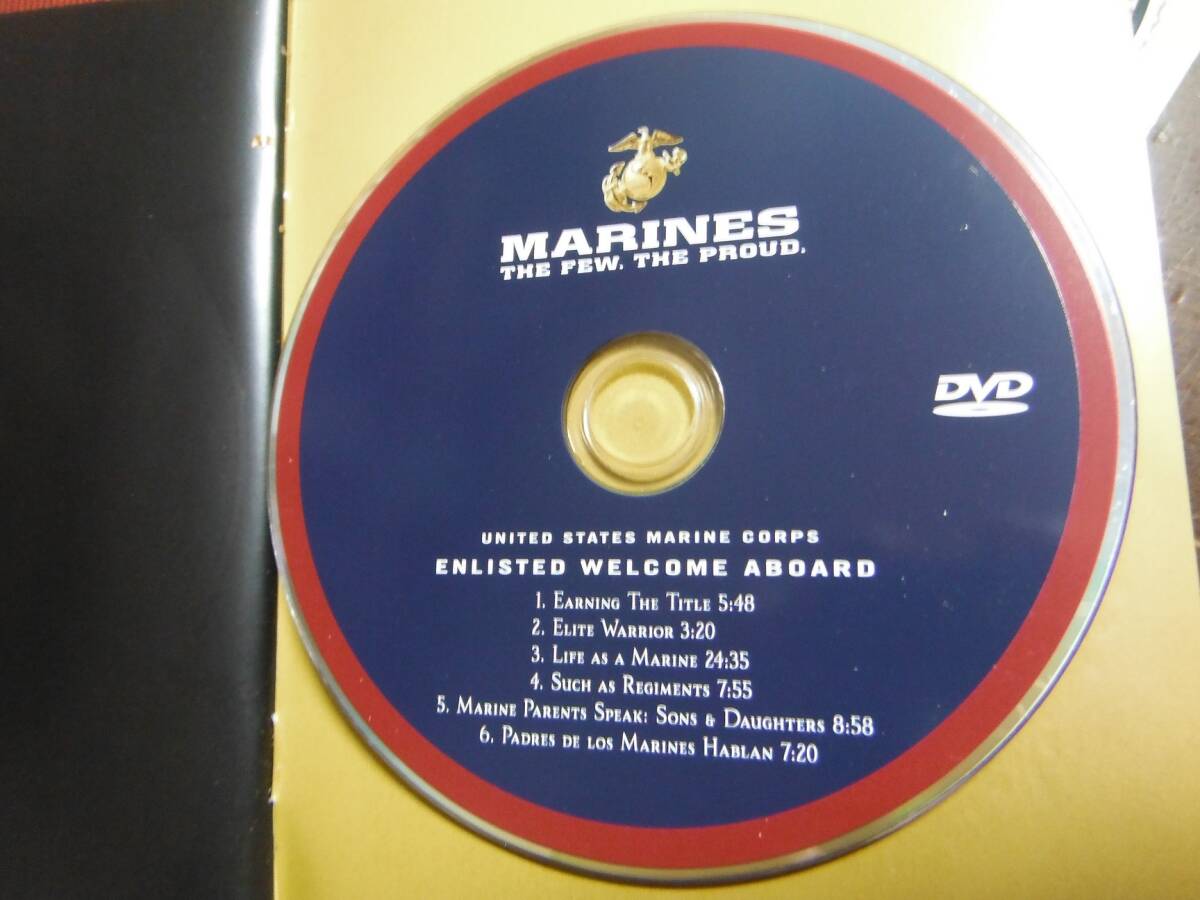 MARINES
THE FEW. THE PROUD.
DVD
UNITED STATES MARINE CORPS
ENLISTED WELCOME ABOARD
1. EARNING THE TITLE 5:48
2. ELITE WARRIOR 3:20
3. LIFE AS A MARINE 24:35
4. SUCH AS REGIMENTS 7:55
5. MARINE PARENTS SPEAK: SONS & DAUGHTERS 8:58
6. PADRES DE LOS MARINES HABLAN 7:20